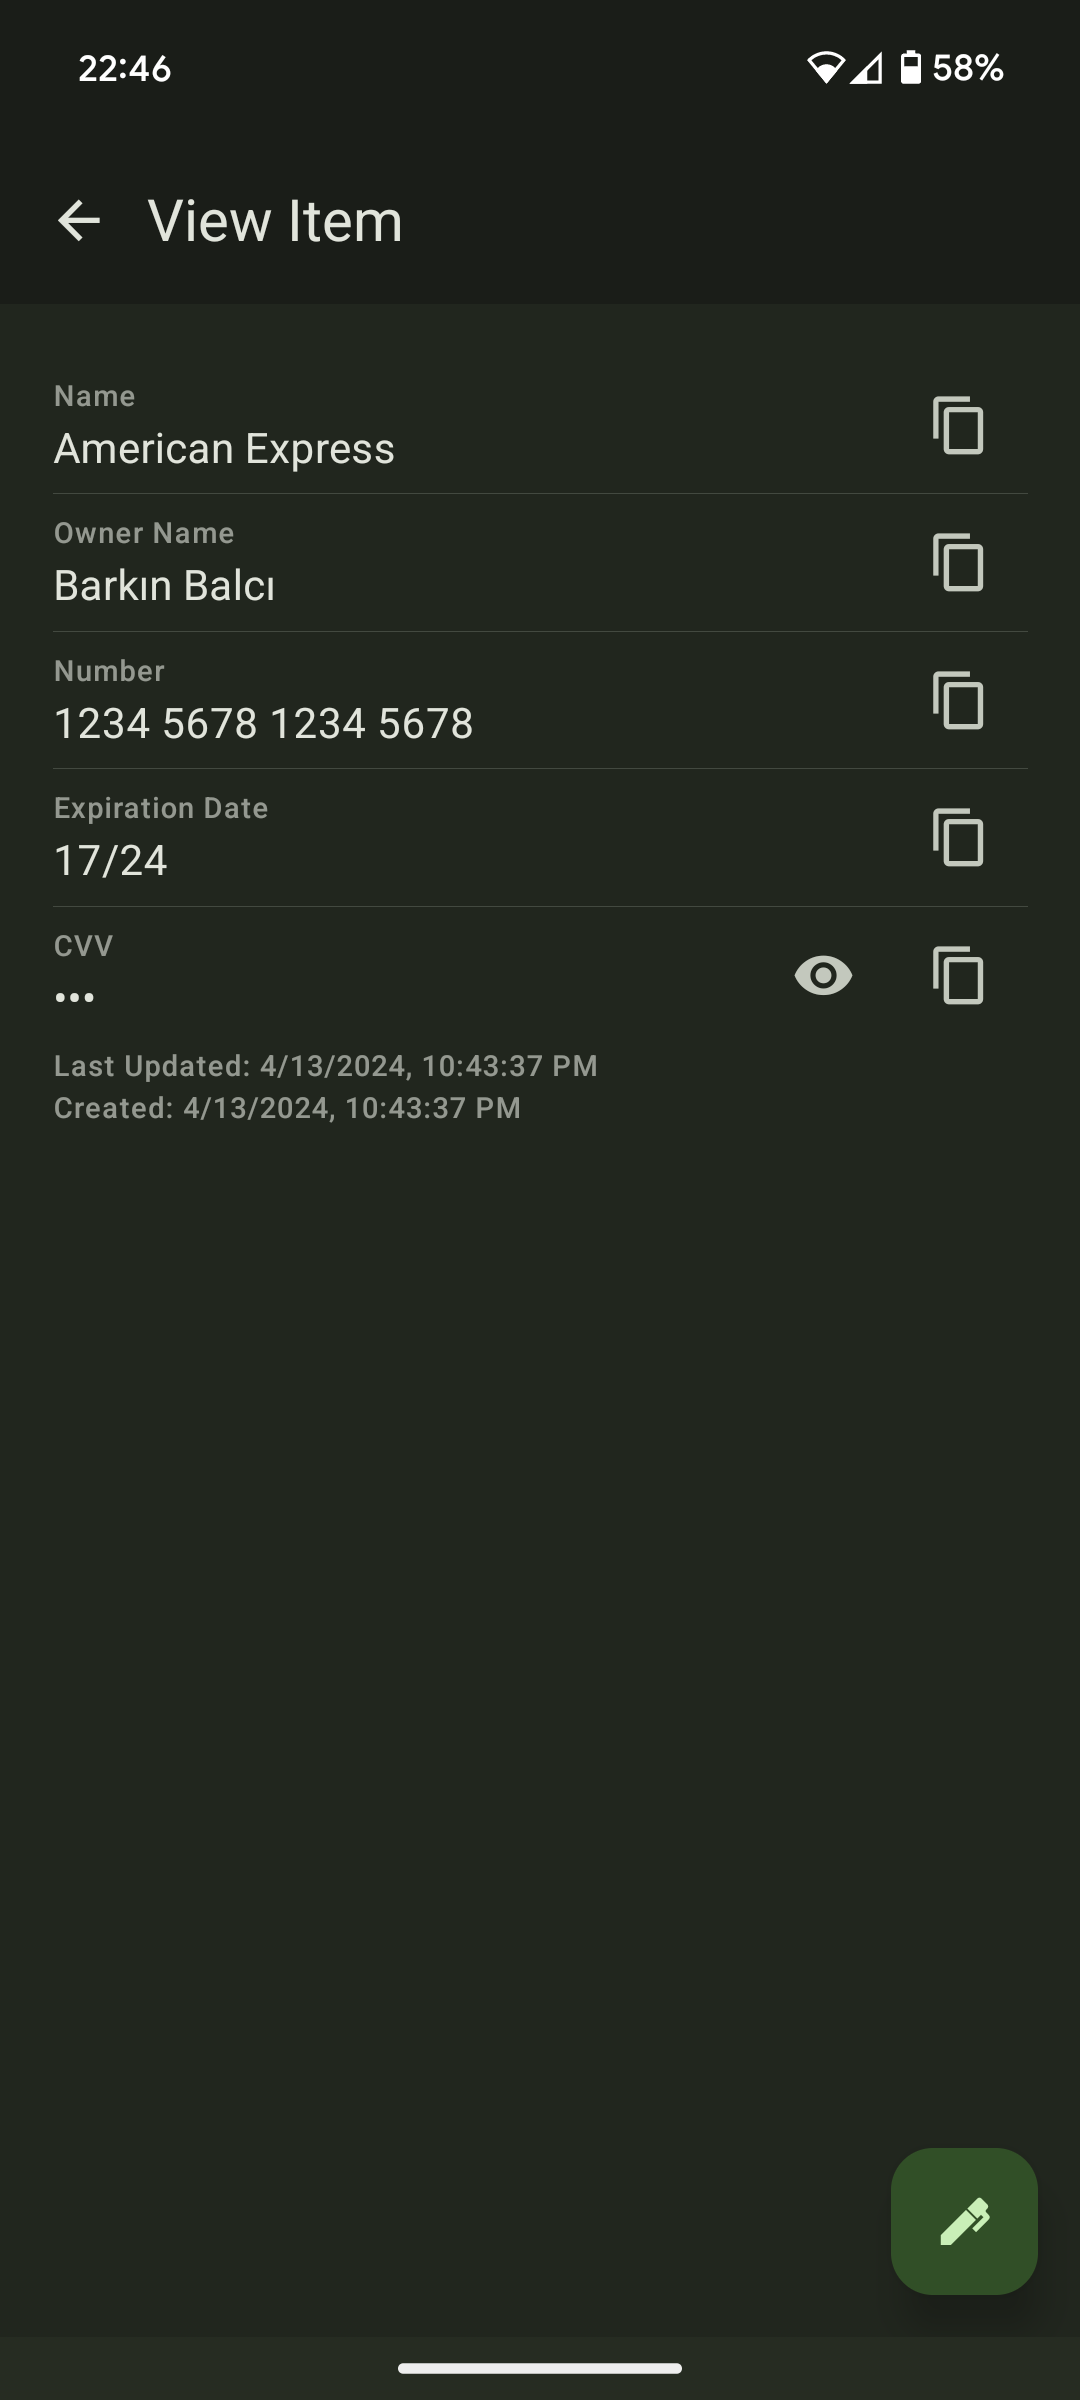 22:46
58%
View Item
Name
American Express
Owner Name
Barkın Balcı
Number
1234 5678 1234 5678
Expiration Date
17/24
CVV
•••
Last Updated: 4/13/2024, 10:43:37 PM
Created: 4/13/2024, 10:43:37 PM